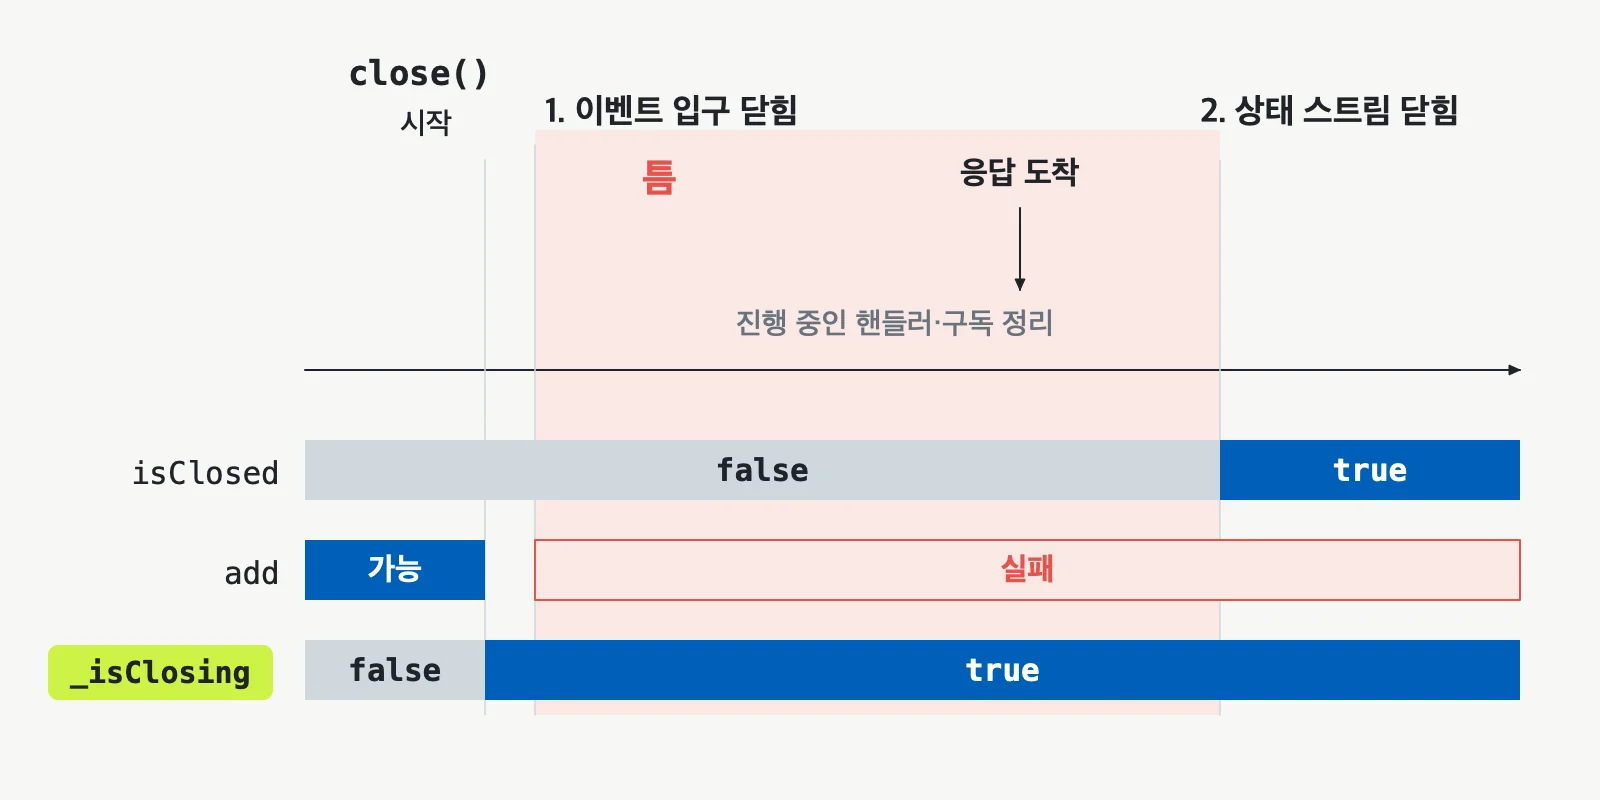 close()
시작
1. 이벤트 입구 닫힘
2. 상태 스트림 닫힘
틈
응답 도착
진행 중인 핸들러·구독 정리
isClosed
false
true
add
가능
실패
_isClosing
false
true